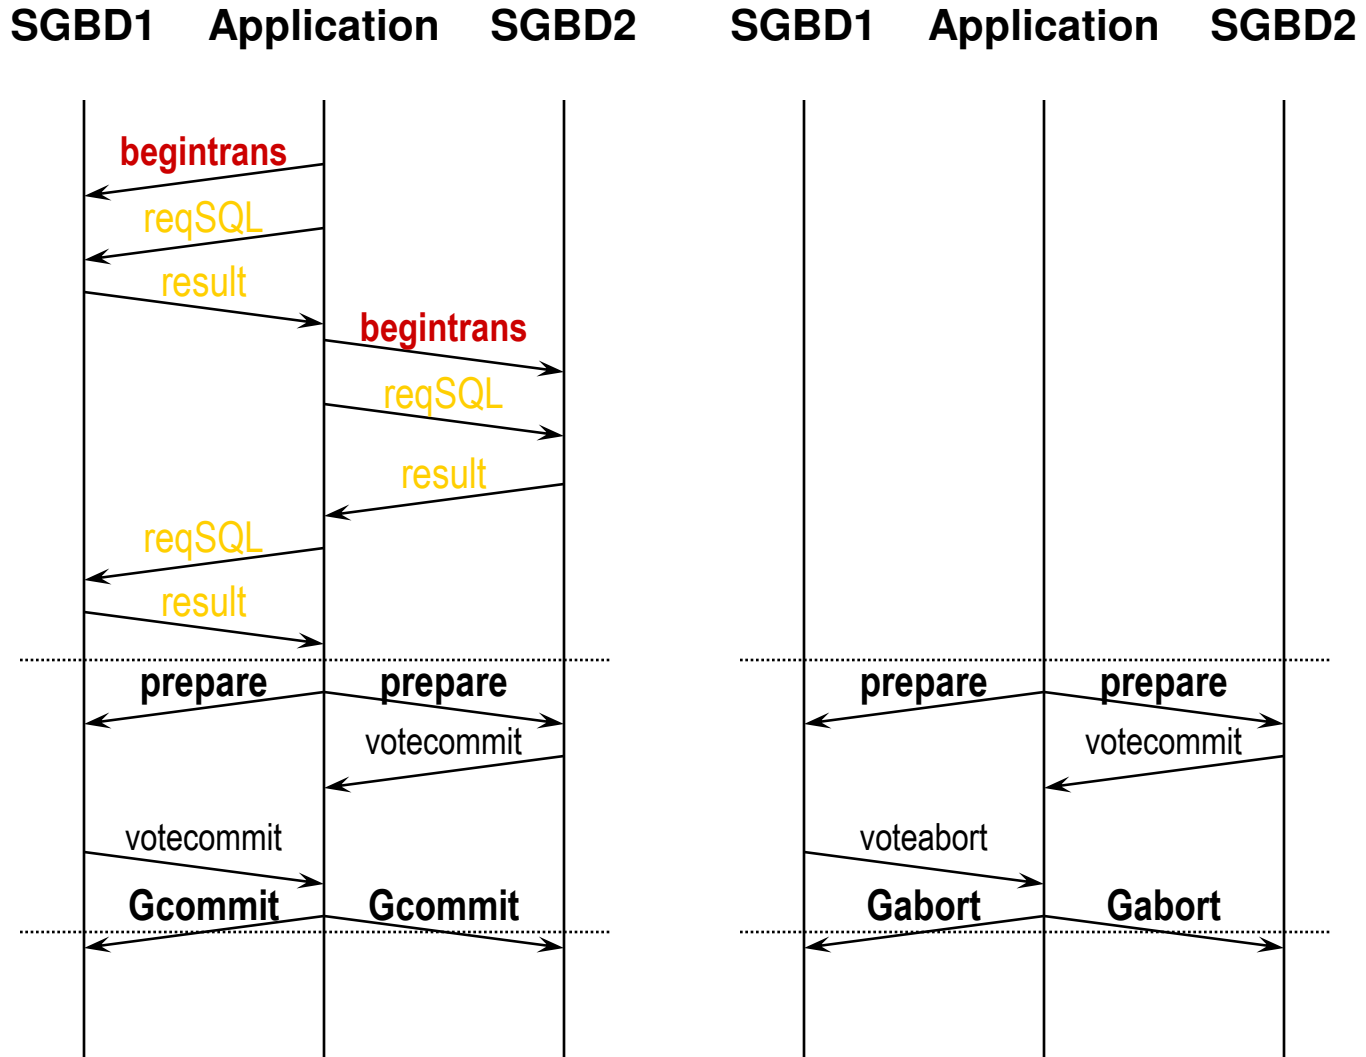 SGBD1 Application SGBD2 SGBD1 Application SGBD2
begintrans
reqSQL
result
begintrans
reqSQL
result
reqSQL
result
prepare prepare prepare prepare
votecommit votecommit
votecommit voteabort
Gcommit Gcommit Gabort Gabort